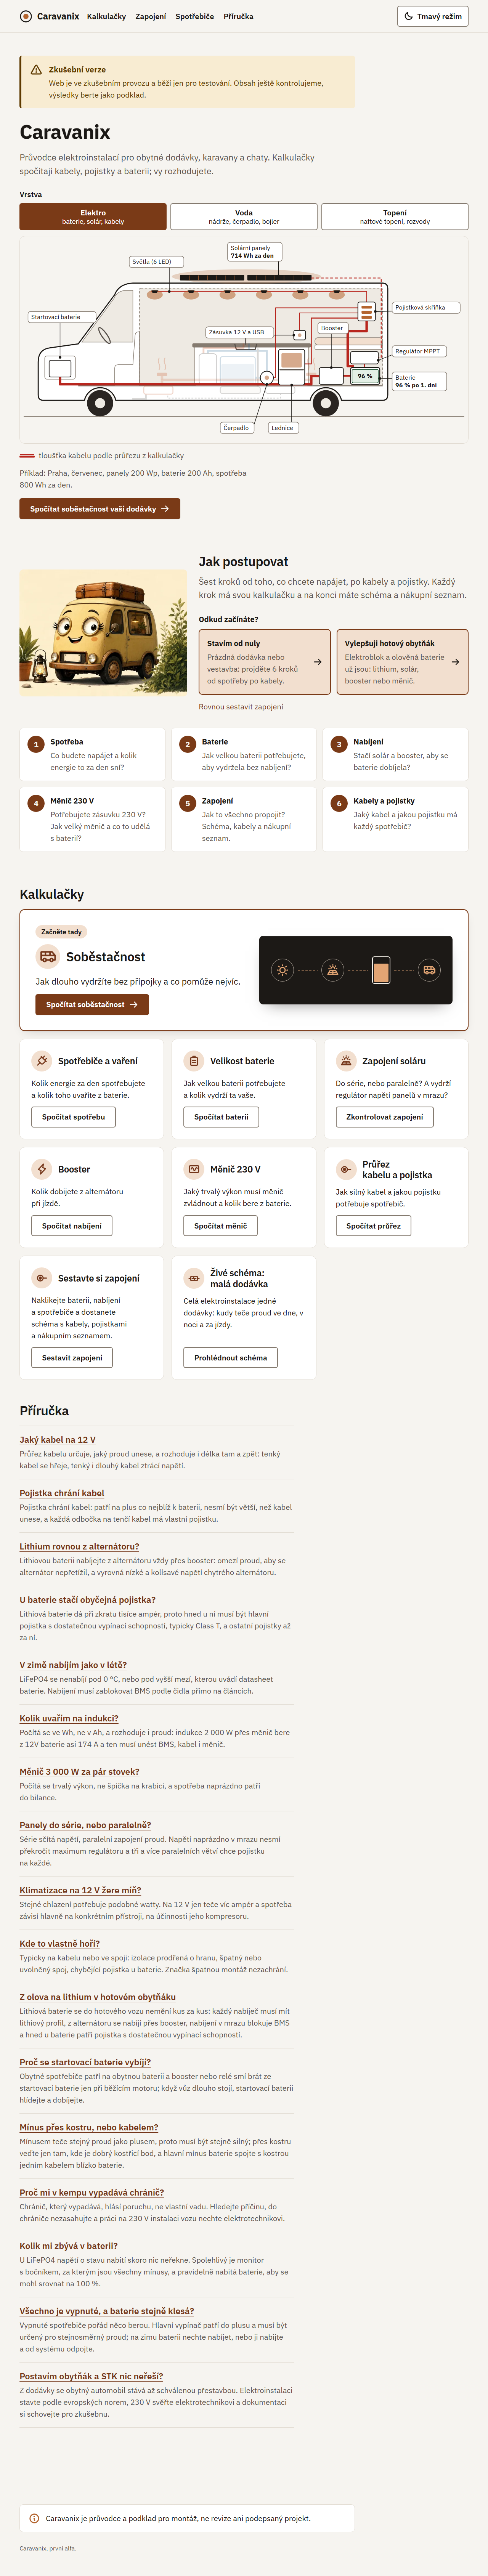 Caravanix Kalkulačky Zapojení Spotřebiče Příručka Tmavý režim
Zkušební verze
Web je ve zkušebním provozu a běží jen pro testování. Obsah ještě kontrolujeme,
výsledky berte jako podklad.
Caravanix
Průvodce elektroinstalací pro obytné dodávky, karavany a chaty. Kalkulačky
spočítají kabely, pojistky a baterii; vy rozhodujete.
Vrstva
Elektro
baterie, solár, kabely
Voda
nádrže, čerpadlo, bojler
Topení
naftové topení, rozvody
Solární panely
714 Wh za den
Světla (6 LED)
Pojistková skříňka
Startovací baterie
Booster
Zásuvka 12 V a USB
Regulátor MPPT
96 %
Baterie
96 % po 1. dni
Čerpadlo
Lednice
tloušťka kabelu podle průřezu z kalkulačky
Příklad: Praha, červenec, panely 200 Wp, baterie 200 Ah, spotřeba
800 Wh za den.
Spočítat soběstačnost vaší dodávky
Jak postupovat
Šest kroků od toho, co chcete napájet, po kabely a pojistky. Každý
krok má svou kalkulačku a na konci máte schéma a nákupní seznam.
Odkud začínáte?
Stavím od nuly
Prázdná dodávka nebo
vestavba: projděte 6 kroků
od spotřeby po kabely.
Vylepšuji hotový obytňák
Elektroblok a olověná baterie
už jsou: lithium, solár,
booster nebo měnič.
Rovnou sestavit zapojení
1 Spotřeba
Co budete napájet a kolik
energie to za den sní?
2 Baterie
Jak velkou baterii potřebujete,
aby vydržela bez nabíjení?
3 Nabíjení
Stačí solár a booster, aby se
baterie dobíjela?
4 Měnič 230 V
Potřebujete zásuvku 230 V?
Jak velký měnič a co to udělá
s baterií?
5 Zapojení
Jak to všechno propojit?
Schéma, kabely a nákupní
seznam.
6 Kabely a pojistky
Jaký kabel a jakou pojistku má
každý spotřebič?
Kalkulačky
Začněte tady
Soběstačnost
Jak dlouho vydržíte bez přípojky a co pomůže nejvíc.
Spočítat soběstačnost
Spotřebiče a vaření
Kolik energie za den spotřebujete
a kolik toho uvaříte z baterie.
Spočítat spotřebu
Velikost baterie
Jak velkou baterii potřebujete
a kolik vydrží ta vaše.
Spočítat baterii
Zapojení soláru
Do série, nebo paralelně? A vydrží
regulátor napětí panelů v mrazu?
Zkontrolovat zapojení
Booster
Kolik dobijete z alternátoru
při jízdě.
Spočítat nabíjení
Měnič 230 V
Jaký trvalý výkon musí měnič
zvládnout a kolik bere z baterie.
Spočítat měnič
Průřez
kabelu a pojistka
Jak silný kabel a jakou pojistku
potřebuje spotřebič.
Spočítat průřez
Sestavte si zapojení
Naklikejte baterii, nabíjení
a spotřebiče a dostanete
schéma s kabely, pojistkami
a nákupním seznamem.
Sestavit zapojení
Živé schéma:
malá dodávka
Celá elektroinstalace jedné
dodávky: kudy teče proud ve dne, v
noci a za jízdy.
Prohlédnout schéma
Příručka
Jaký kabel na 12 V
Průřez kabelu určuje, jaký proud unese, a rozhoduje i délka tam a zpět: tenký
kabel se hřeje, tenký i dlouhý kabel ztrácí napětí.
Pojistka chrání kabel
Pojistka chrání kabel: patří na plus co nejblíž k baterii, nesmí být větší, než kabel
unese, a každá odbočka na tenčí kabel má vlastní pojistku.
Lithium rovnou z alternátoru?
Lithiovou baterii nabíjejte z alternátoru vždy přes booster: omezí proud, aby se
alternátor nepřetížil, a vyrovná nízké a kolísavé napětí chytrého alternátoru.
U baterie stačí obyčejná pojistka?
Lithiová baterie dá při zkratu tisíce ampér, proto hned u ní musí být hlavní
pojistka s dostatečnou vypínací schopností, typicky Class T, a ostatní pojistky až
za ní.
V zimě nabíjím jako v létě?
LiFePO4 se nenabíjí pod 0 °C, nebo pod vyšší mezí, kterou uvádí datasheet
baterie. Nabíjení musí zablokovat BMS podle čidla přímo na článcích.
Kolik uvařím na indukci?
Počítá se ve Wh, ne v Ah, a rozhoduje i proud: indukce 2 000 W přes měnič bere
z 12V baterie asi 174 A a ten musí unést BMS, kabel i měnič.
Měnič 3 000 W za pár stovek?
Počítá se trvalý výkon, ne špička na krabici, a spotřeba naprázdno patří
do bilance.
Panely do série, nebo paralelně?
Série sčítá napětí, paralelní zapojení proud. Napětí naprázdno v mrazu nesmí
překročit maximum regulátoru a tři a více paralelních větví chce pojistku
na každé.
Klimatizace na 12 V žere míň?
Stejné chlazení potřebuje podobné watty. Na 12 V jen teče víc ampér a spotřeba
závisí hlavně na konkrétním přístroji, na účinnosti jeho kompresoru.
Kde to vlastně hoří?
Typicky na kabelu nebo ve spoji: izolace prodřená o hranu, špatný nebo
uvolněný spoj, chybějící pojistka u baterie. Značka špatnou montáž nezachrání.
Z olova na lithium v hotovém obytňáku
Lithiová baterie se do hotového vozu nemění kus za kus: každý nabíječ musí mít
lithiový profil, z alternátoru se nabíjí přes booster, nabíjení v mrazu blokuje BMS
a hned u baterie patří pojistka s dostatečnou vypínací schopností.
Proč se startovací baterie vybíjí?
Obytné spotřebiče patří na obytnou baterii a booster nebo relé smí brát ze
startovací baterie jen při běžícím motoru; když vůz dlouho stojí, startovací baterii
hlídejte a dobíjejte.
Mínus přes kostru, nebo kabelem?
Mínusem teče stejný proud jako plusem, proto musí být stejně silný; přes kostru
veďte jen tam, kde je dobrý kostřicí bod, a hlavní mínus baterie spojte s kostrou
jedním kabelem blízko baterie.
Proč mi v kempu vypadává chránič?
Chránič, který vypadává, hlásí poruchu, ne vlastní vadu. Hledejte příčinu, do
chrániče nezasahujte a práci na 230 V instalaci vozu nechte elektrotechnikovi.
Kolik mi zbývá v baterii?
U LiFePO4 napětí o stavu nabití skoro nic neřekne. Spolehlivý je monitor
s bočníkem, za kterým jsou všechny mínusy, a pravidelně nabitá baterie, aby se
mohl srovnat na 100 %.
Všechno je vypnuté, a baterie stejně klesá?
Vypnuté spotřebiče pořád něco berou. Hlavní vypínač patří do plusu a musí být
určený pro stejnosměrný proud; na zimu baterii nechte nabíjet, nebo ji nabijte
a od systému odpojte.
Postavím obytňák a STK nic neřeší?
Z dodávky se obytný automobil stává až schválenou přestavbou. Elektroinstalaci
stavte podle evropských norem, 230 V svěřte elektrotechnikovi a dokumentaci
si schovejte pro zkušebnu.
Caravanix je průvodce a podklad pro montáž, ne revize ani podepsaný projekt.
Caravanix, první alfa.